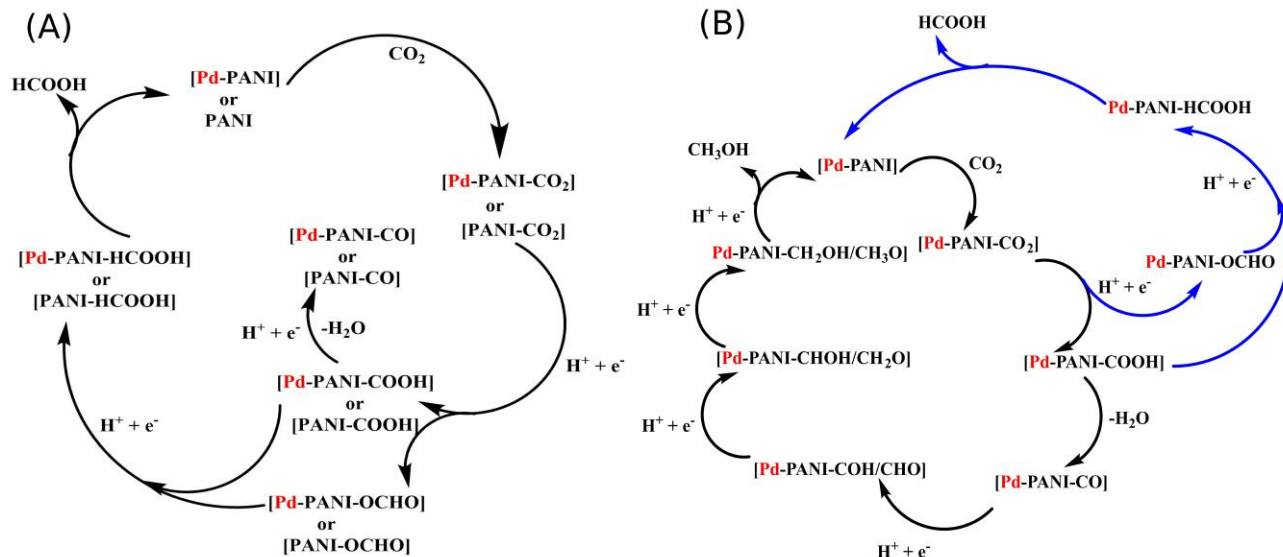 (A)
CO₂
[Pd-PANI]
or
PANI
HCOOH
[Pd-PANI-CO₂]
or
[PANI-CO₂]
[Pd-PANI-CO]
or
[PANI-CO]
[Pd-PANI-HCOOH]
or
[PANI-HCOOH]
H⁺ + e⁻
-H₂O
H⁺ + e⁻
[Pd-PANI-COOH]
or
[PANI-COOH]
H⁺ + e⁻
[Pd-PANI-OCHO]
or
[PANI-OCHO]
(B)
HCOOH
Pd-PANI-HCOOH
CH₃OH
[Pd-PANI]
CO₂
H⁺ + e⁻
H⁺ + e⁻
Pd-PANI-CH₂OH/CH₃O]
[Pd-PANI-CO₂]
Pd-PANI-OCHO
H⁺ + e⁻
H⁺ + e⁻
[Pd-PANI-CHOH/CH₂O]
[Pd-PANI-COOH]
-H₂O
H⁺ + e⁻
[Pd-PANI-COH/CHO]
[Pd-PANI-CO]
H⁺ + e⁻